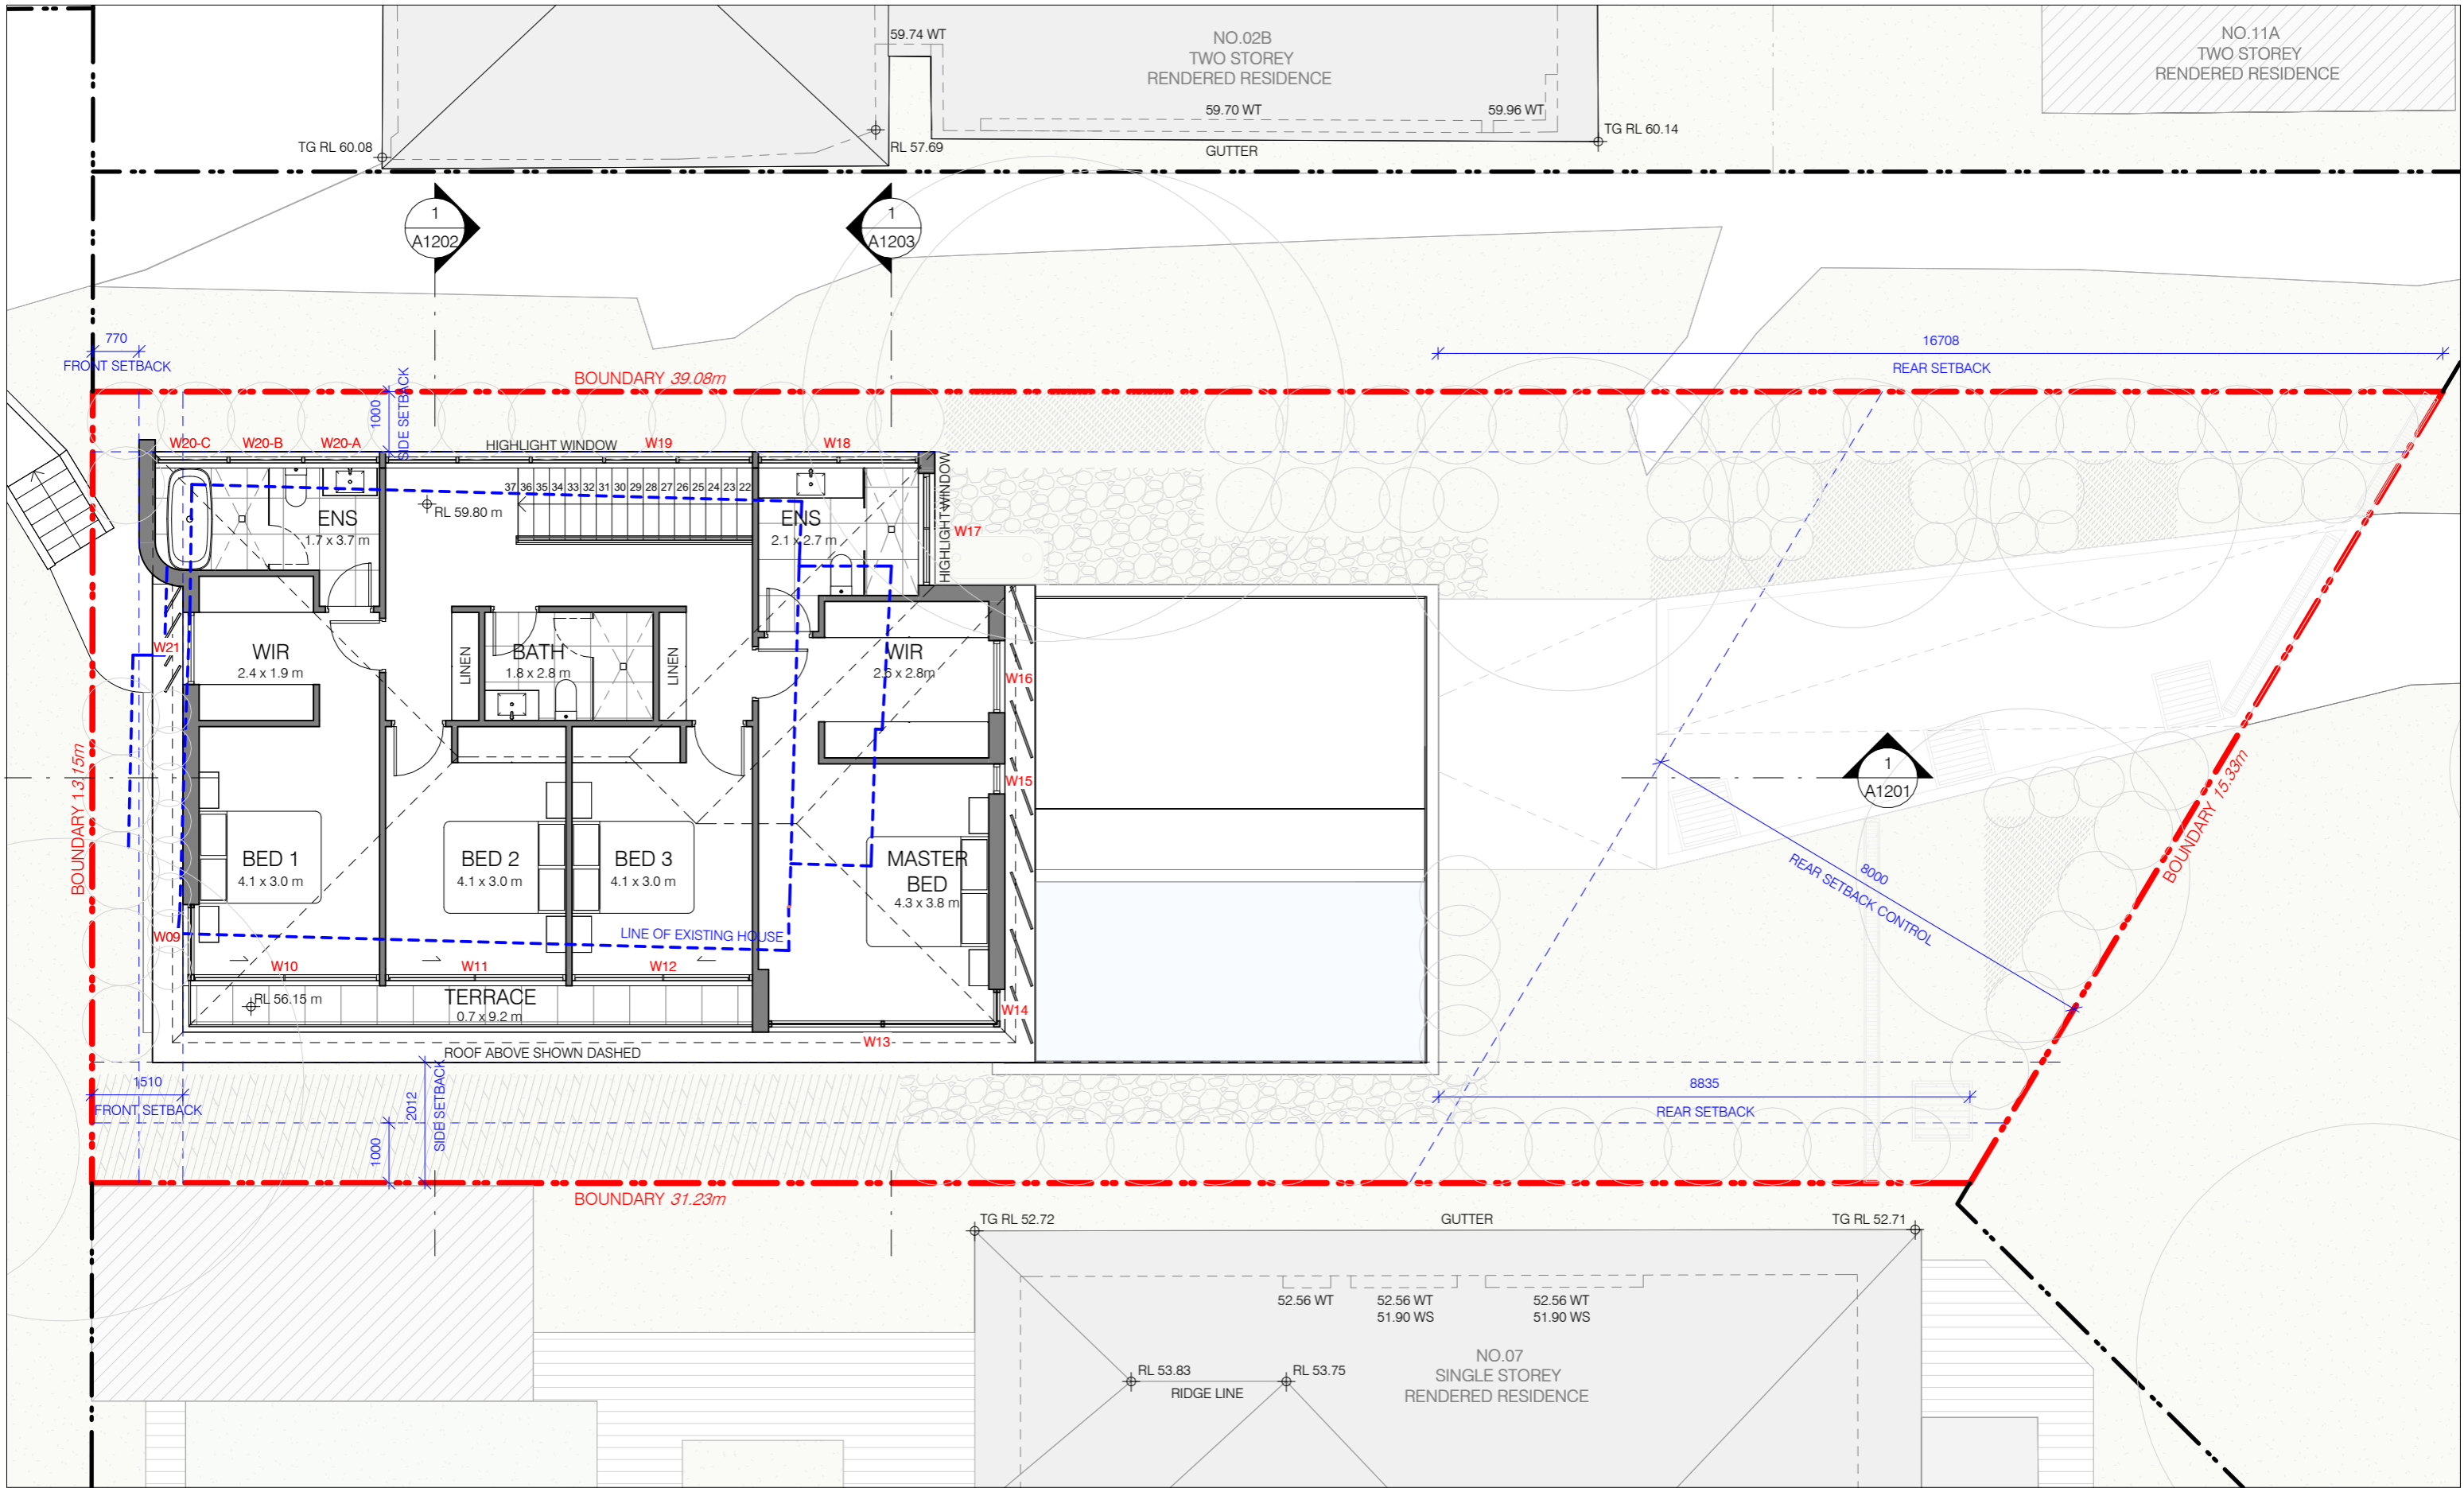 59.74 WT
NO.02B
TWO STOREY
RENDERED RESIDENCE
NO.11A
TWO STOREY
RENDERED RESIDENCE
59.70 WT
59.96 WT
TG RL 60.08
RL 57.69
GUTTER
TG RL 60.14
1
A1202
1
A1203
770
FRONT SETBACK
16708
REAR SETBACK
BOUNDARY 39.08m
1000
SIDE SETBACK
W20-C
W20-B
W20-A
HIGHLIGHT WINDOW
W19
W18
HIGHLIGHT WINDOW
37 36 35 34 33 32 31 30 29 28 27 26 25 24 23 22
RL 59.80 m
ENS
1.7 x 3.7 m
ENS
2.1 x 2.7 m
W17
W21
WIR
2.4 x 1.9 m
LINEN
BATH
1.8 x 2.8 m
LINEN
WIR
2.6 x 2.8m
W16
BOUNDARY 13.15m
W15
1
A1201
BOUNDARY 15.33m
BED 1
4.1 x 3.0 m
BED 2
4.1 x 3.0 m
BED 3
4.1 x 3.0 m
MASTER
BED
4.3 x 3.8 m
8000
REAR SETBACK CONTROL
W09
LINE OF EXISTING HOUSE
W10
W11
W12
RL 56.15 m
TERRACE
0.7 x 9.2 m
W14
W13
ROOF ABOVE SHOWN DASHED
1510
FRONT SETBACK
1000
2012
SIDE SETBACK
8835
REAR SETBACK
BOUNDARY 31.23m
TG RL 52.72
GUTTER
TG RL 52.71
52.56 WT
52.56 WT
51.90 WS
52.56 WT
51.90 WS
RL 53.83
RL 53.75
RIDGE LINE
NO.07
SINGLE STOREY
RENDERED RESIDENCE